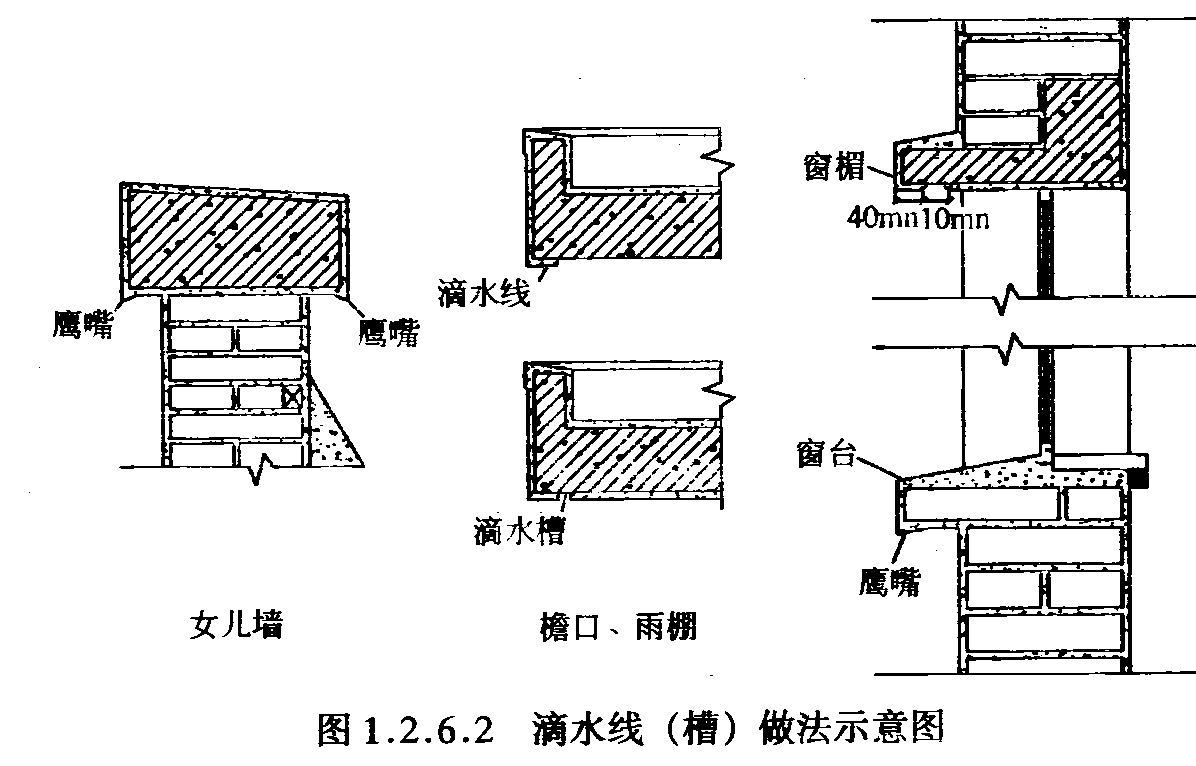 窗楣
40mm10mm
滴水线
鹰嘴
鹰嘴
窗台
滴水槽
鹰嘴
女儿墙
檐口、雨棚
图1.2.6.2 滴水线（槽）做法示意图